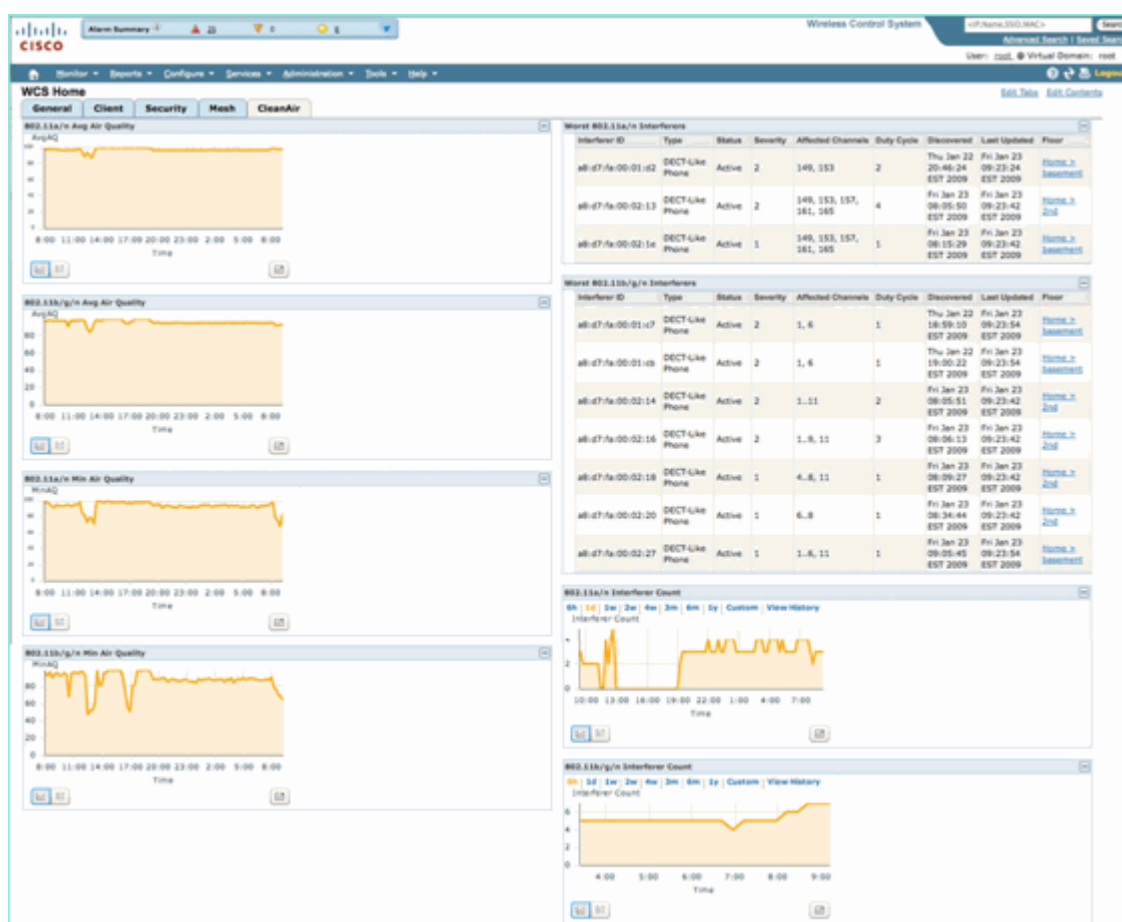 CISCO
Alarm Summary
Wireless Control System
<IP,Name,SSID,MAC>
Search
Advanced Search | Saved Sear
User: root @ Virtual Domain: root
Monitor Reports Configure Services Administration Tools Help
Logou
WCS Home
Edit Tabs Edit Contents
General Client Security Mesh CleanAir
802.11a/n Avg Air Quality
AvgAQ
100
80
60
40
20
0
8:00 11:00 14:00 17:00 20:00 23:00 2:00 5:00 8:00
Time
802.11b/g/n Avg Air Quality
AvgAQ
80
60
40
20
0
8:00 11:00 14:00 17:00 20:00 23:00 2:00 5:00 8:00
Time
802.11a/n Min Air Quality
MinAQ
100
80
60
40
20
0
8:00 11:00 14:00 17:00 20:00 23:00 2:00 5:00 8:00
Time
802.11b/g/n Min Air Quality
MinAQ
80
60
40
20
0
8:00 11:00 14:00 17:00 20:00 23:00 2:00 5:00 8:00
Time
Worst 802.11a/n Interferers
Interferer ID Type Status Severity Affected Channels Duty Cycle Discovered Last Updated Floor
a8:d7:fa:00:01:d2 DECT-Like Phone Active 2 149, 153 2 Thu Jan 22 20:46:24 EST 2009 Fri Jan 23 09:23:24 EST 2009 Home > basement
a8:d7:fa:00:02:13 DECT-Like Phone Active 2 149, 153, 157, 161, 165 4 Fri Jan 23 08:05:50 EST 2009 Fri Jan 23 09:23:42 EST 2009 Home > 2nd
a8:d7:fa:00:02:1e DECT-Like Phone Active 1 149, 153, 157, 161, 165 1 Fri Jan 23 08:15:29 EST 2009 Fri Jan 23 09:23:42 EST 2009 Home > basement
Worst 802.11b/g/n Interferers
Interferer ID Type Status Severity Affected Channels Duty Cycle Discovered Last Updated Floor
a8:d7:fa:00:01:c7 DECT-Like Phone Active 2 1, 6 1 Thu Jan 22 18:59:10 EST 2009 Fri Jan 23 09:23:54 EST 2009 Home > basement
a8:d7:fa:00:01:cb DECT-Like Phone Active 2 1, 6 1 Thu Jan 22 19:00:22 EST 2009 Fri Jan 23 09:23:54 EST 2009 Home > basement
a8:d7:fa:00:02:14 DECT-Like Phone Active 2 1..11 2 Fri Jan 23 08:05:51 EST 2009 Fri Jan 23 09:23:42 EST 2009 Home > 2nd
a8:d7:fa:00:02:16 DECT-Like Phone Active 2 1..9, 11 3 Fri Jan 23 08:06:13 EST 2009 Fri Jan 23 09:23:42 EST 2009 Home > 2nd
a8:d7:fa:00:02:18 DECT-Like Phone Active 1 4..8, 11 1 Fri Jan 23 08:09:27 EST 2009 Fri Jan 23 09:23:42 EST 2009 Home > 2nd
a8:d7:fa:00:02:20 DECT-Like Phone Active 1 6..8 1 Fri Jan 23 08:34:44 EST 2009 Fri Jan 23 09:23:42 EST 2009 Home > 2nd
a8:d7:fa:00:02:27 DECT-Like Phone Active 1 1..6, 11 1 Fri Jan 23 09:05:45 EST 2009 Fri Jan 23 09:23:54 EST 2009 Home > basement
802.11a/n Interferer Count
6h | 1d | 1w | 2w | 4w | 3m | 6m | 1y | Custom | View History
Interferer Count
4
2
0
10:00 13:00 16:00 19:00 22:00 1:00 4:00 7:00
Time
802.11b/g/n Interferer Count
6h | 1d | 1w | 2w | 4w | 3m | 6m | 1y | Custom | View History
Interferer Count
6
4
2
0
4:00 5:00 6:00 7:00 8:00 9:00
Time